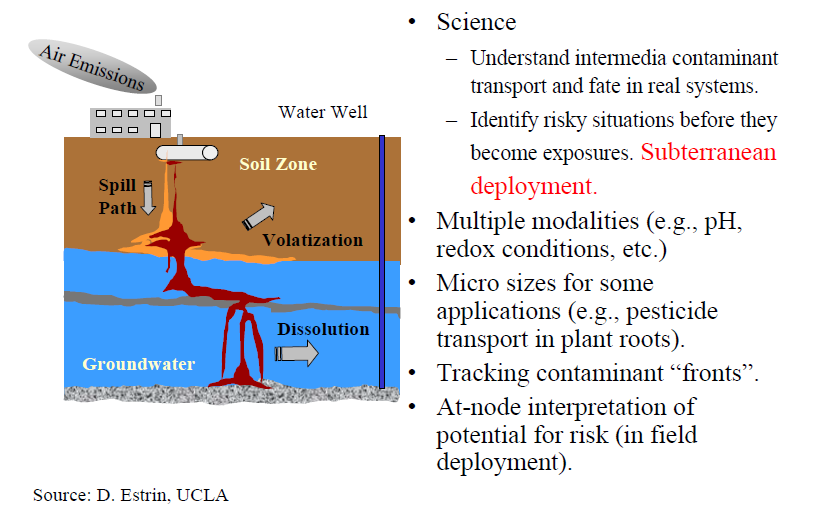 Air Emissions
Water Well
Soil Zone
Spill
Path
Volatization
Dissolution
Groundwater
Source: D. Estrin, UCLA
• Science
– Understand intermedia contaminant
transport and fate in real systems.
– Identify risky situations before they
become exposures. Subterranean
deployment.
• Multiple modalities (e.g., pH,
redox conditions, etc.)
• Micro sizes for some
applications (e.g., pesticide
transport in plant roots).
• Tracking contaminant “fronts”.
• At-node interpretation of
potential for risk (in field
deployment).